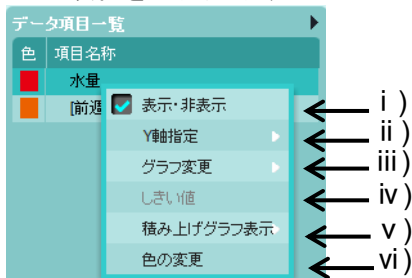 データ項目一覧
色 項目名称
水量
[前週
表示・非表示
Y軸指定
グラフ変更
しきい値
積み上げグラフ表示
色の変更
i )
ii )
iii )
iv )
v )
vi )